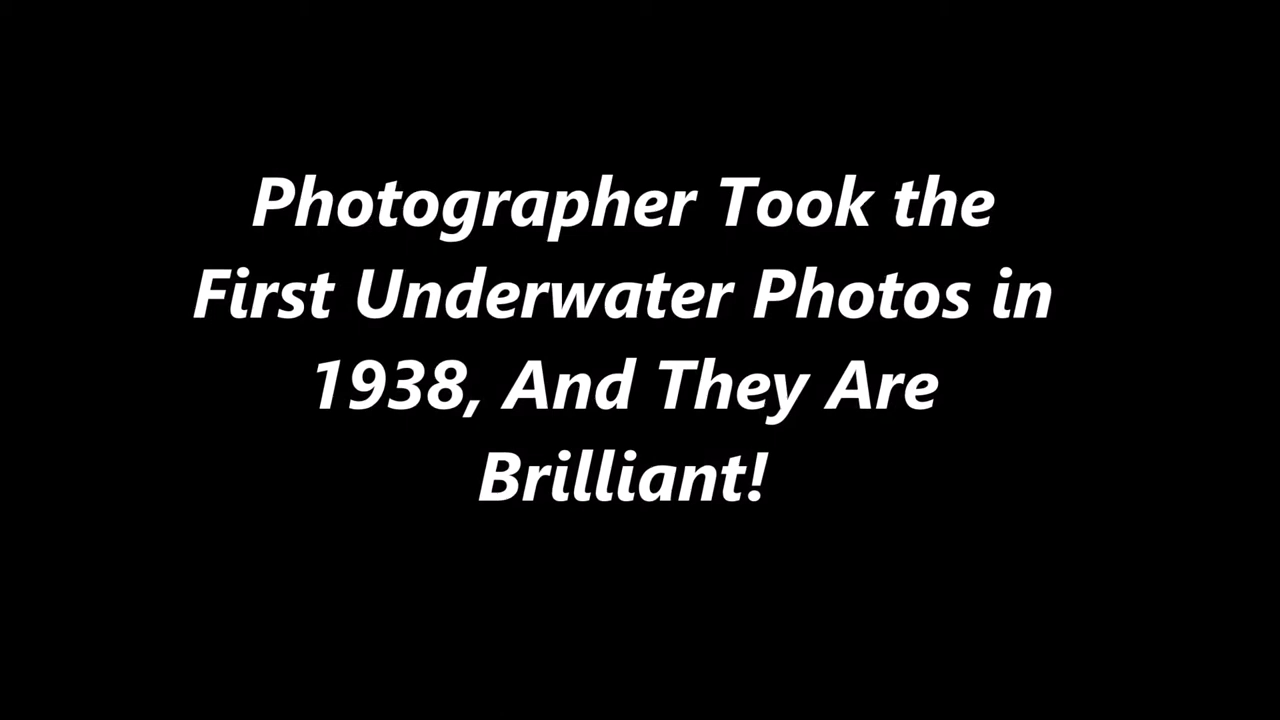 Photographer Took the
First Underwater Photos in
1938, And They Are
Brilliant!